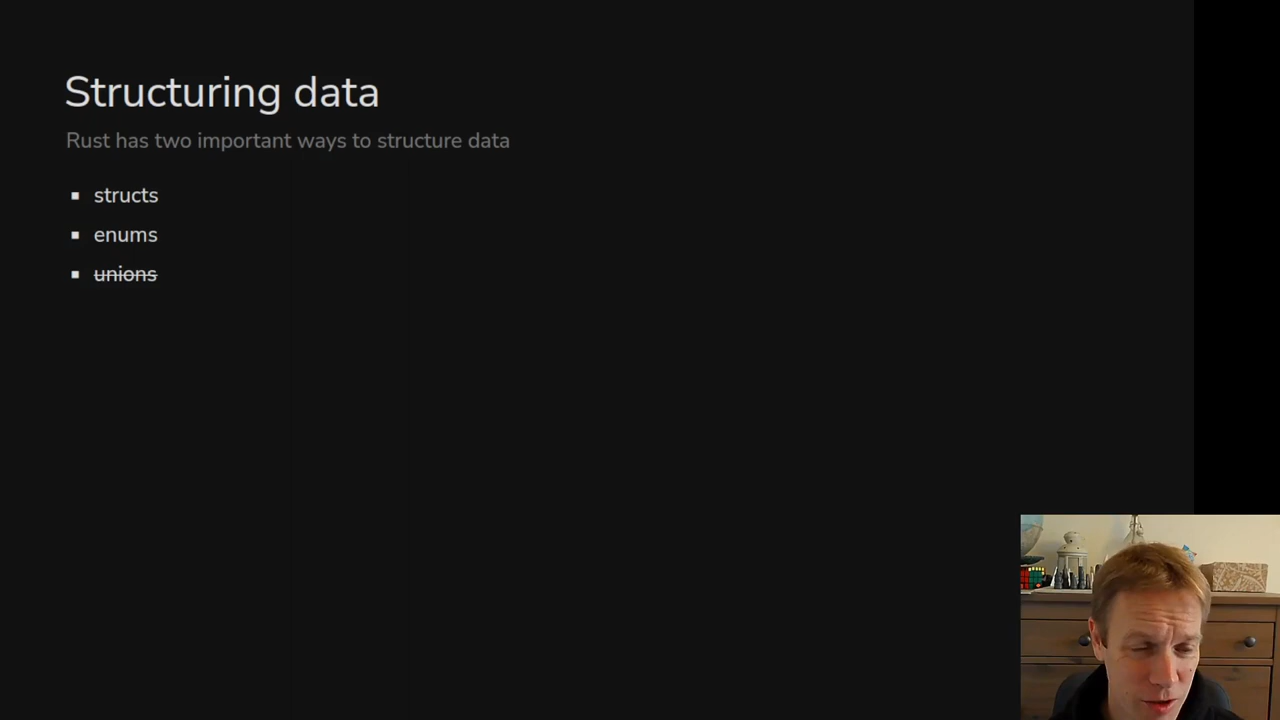 Structuring data
Rust has two important ways to structure data
structs
enums
unions